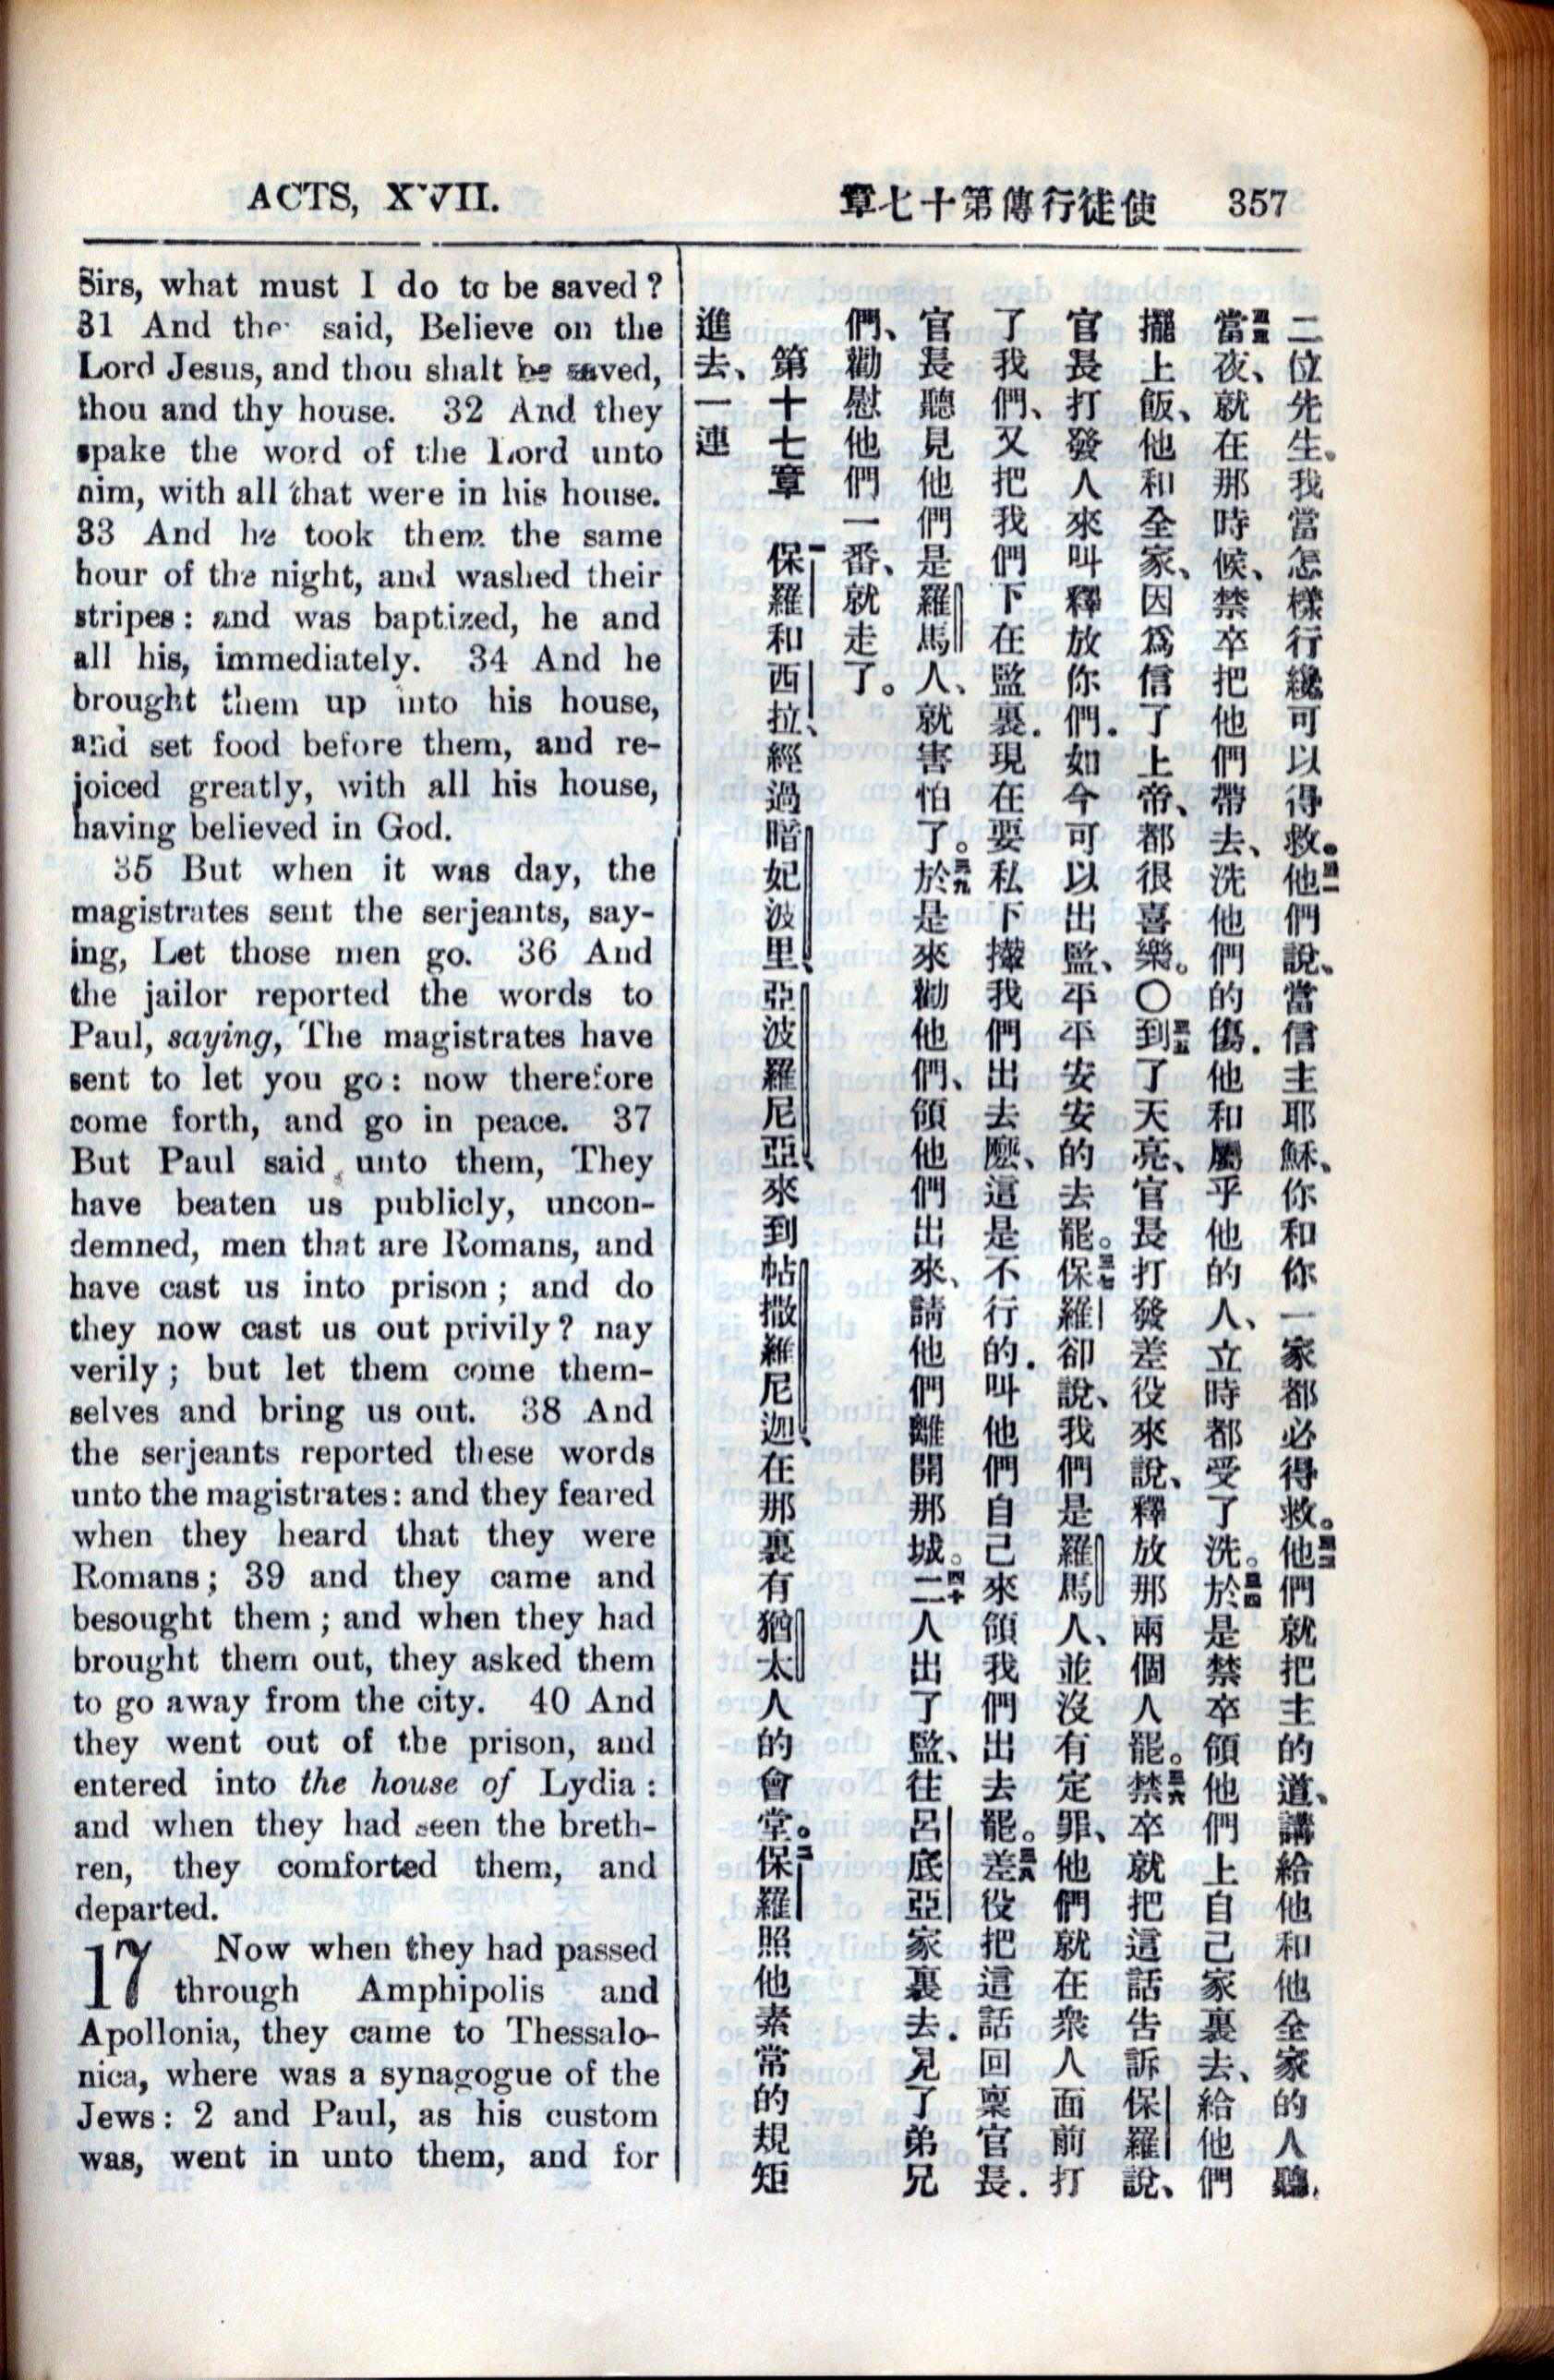 ACTS, XVII.
章七十第傳行徒使 357
Sirs, what must I do to be saved?
31 And the said, Believe on the
Lord Jesus, and thou shalt be saved,
thou and thy house. 32 And they
spake the word of the Lord unto
him, with all that were in his house.
33 And he took them the same
hour of the night, and washed their
stripes: and was baptized, he and
all his, immediately. 34 And he
brought them up into his house,
and set food before them, and re-
joiced greatly, with all his house,
having believed in God.
35 But when it was day, the
magistrates sent the serjeants, say-
ing, Let those men go. 36 And
the jailor reported the words to
Paul, saying, The magistrates have
sent to let you go: now therefore
come forth, and go in peace. 37
But Paul said unto them, They
have beaten us publicly, uncon-
demned, men that are Romans, and
have cast us into prison; and do
they now cast us out privily? nay
verily; but let them come them-
selves and bring us out. 38 And
the serjeants reported these words
unto the magistrates: and they feared
when they heard that they were
Romans; 39 and they came and
besought them; and when they had
brought them out, they asked them
to go away from the city. 40 And
they went out of the prison, and
entered into the house of Lydia:
and when they had seen the breth-
ren, they comforted them, and
departed.
17 Now when they had passed
through Amphipolis and
Apollonia, they came to Thessalo-
nica, where was a synagogue of the
Jews: 2 and Paul, as his custom
was, went in unto them, and for
二位先生。我當怎樣行纔可以得救。三一他們說、當信主耶穌、你和你一家都必得救。三二他們就把主的道、講給他和他全家的人聽。
三三當夜、就在那時候、禁卒把他們帶去、洗他們的傷．他和屬乎他的人、立時都受了洗。三四於是禁卒領他們上自己家裏去、給他們
擺上飯、他和全家、因爲信了上帝、都很喜樂。〇三五到了天亮、官長打發差役來說、釋放那兩個人罷。三六禁卒就把這話告訴保羅說、
官長打發人來叫釋放你們．如今可以出監、平平安安的去罷。三七保羅卻說、我們是羅馬人、並沒有定罪、他們就在衆人面前打
了我們、又把我們下在監裏．現在要私下攆我們出去麽、這是不行的．叫他們自己來領我們出去罷。三八差役把這話回稟官長．
官長聽見他們是羅馬人、就害怕了。三九於是來勸他們、領他們出來、請他們離開那城。四十二人出了監、往呂底亞家裏去．見了弟兄
們、勸慰他們一番、就走了。
第十七章 一保羅和西拉、經過暗妃波里、亞波羅尼亞、來到帖撒羅尼迦、在那裏有猶太人的會堂。二保羅照他素常的規矩
進去、一連